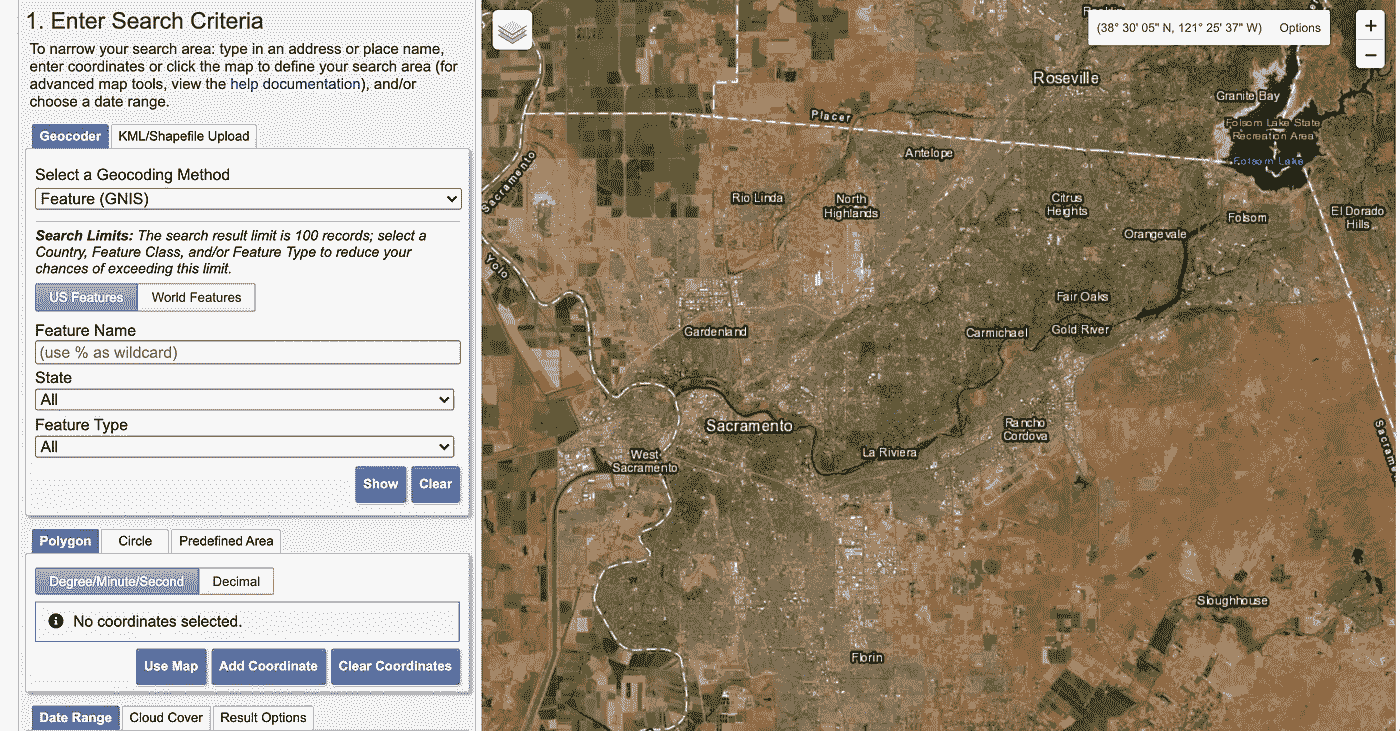 1. Enter Search Criteria
To narrow your search area: type in an address or place name,
enter coordinates or click the map to define your search area (for
advanced map tools, view the help documentation), and/or
choose a date range.
Geocoder
KML/Shapefile Upload
Select a Geocoding Method
Feature (GNIS)
Search Limits: The search result limit is 100 records; select a
Country, Feature Class, and/or Feature Type to reduce your
chances of exceeding this limit.
US Features
World Features
Feature Name
(use % as wildcard)
State
All
Feature Type
All
Show
Clear
Polygon
Circle
Predefined Area
Degree/Minute/Second
Decimal
No coordinates selected.
Use Map
Add Coordinate
Clear Coordinates
Date Range
Cloud Cover
Result Options
(38° 30' 05" N, 121° 25' 37" W)
Options
+
−
Roseville
Granite Bay
Placer
Folsom Lake State
Recreation Area
Folsom Lake
Antelope
Sacramento
Rio Linda
North
Highlands
Citrus
Heights
Folsom
El Dorado
Hills
Orangevale
Yolo
Fair Oaks
Gardenland
Carmichael
Gold River
Sacramento
Rancho
Cordova
La Riviera
West
Sacramento
Sloughhouse
Florin